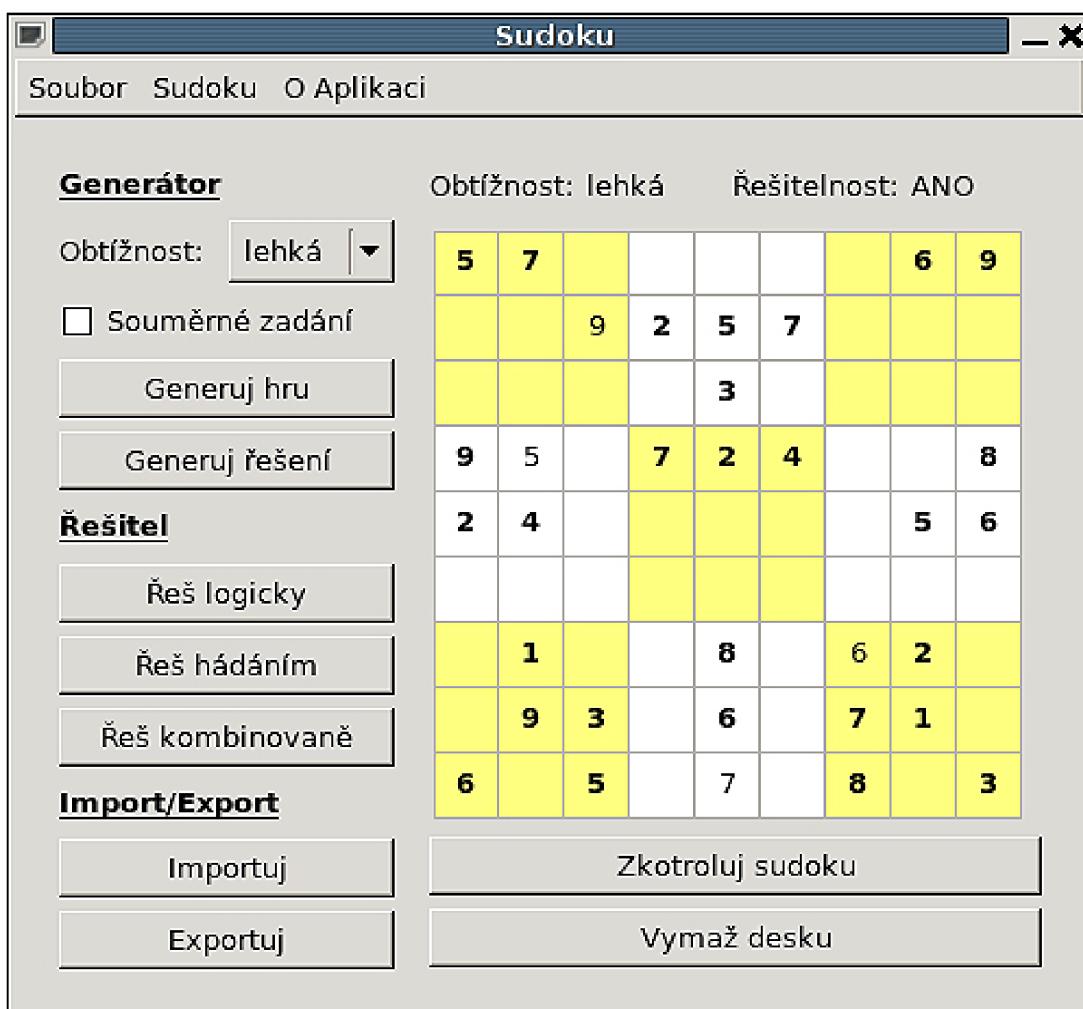 Sudoku
Soubor Sudoku O Aplikaci
Generátor
Obtížnost: lehká
Souměrné zadání
Generuj hru
Generuj řešení
Řešitel
Řeš logicky
Řeš hádáním
Řeš kombinovaně
Import/Export
Importuj
Exportuj
Obtížnost: lehká Řešitelnost: ANO
5 7 6 9
9 2 5 7
3
9 5 7 2 4 8
2 4 5 6
1 8 6 2
9 3 6 7 1
6 5 7 8 3
Zkotroluj sudoku
Vymaž desku